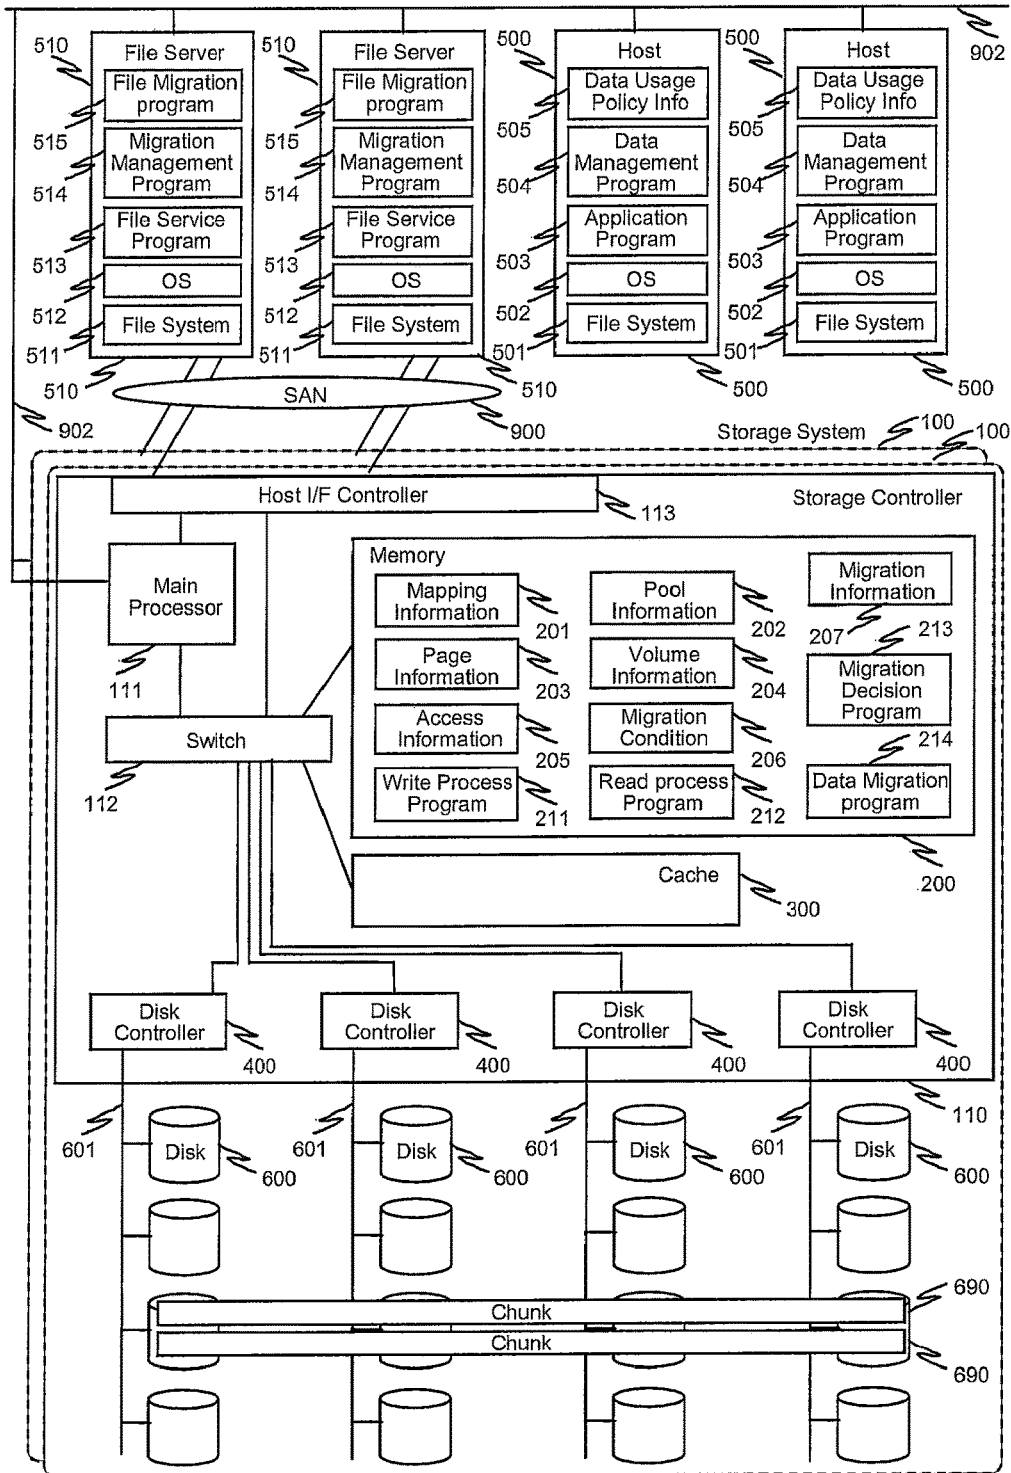 902
510
File Server
File Migration
program
515
Migration
Management
Program
514
File Service
Program
513
OS
512
File System
511
510
510
File Server
File Migration
program
515
Migration
Management
Program
514
File Service
Program
513
OS
512
File System
511
510
500
Host
Data Usage
Policy Info
505
Data
Management
Program
504
Application
Program
503
OS
502
File System
501
500
500
Host
Data Usage
Policy Info
505
Data
Management
Program
504
Application
Program
503
OS
502
File System
501
500
SAN
902
900
Storage System
100
100
Host I/F Controller
113
Storage Controller
Main
Processor
111
Memory
Mapping
Information
201
Pool
Information
202
Migration
Information
207
Page
Information
203
Volume
Information
204
213
Migration
Decision
Program
Access
Information
205
Migration
Condition
206
214
Write Process
Program
211
Read process
Program
212
Data Migration
program
200
Switch
112
Cache
300
Disk
Controller
400
Disk
Controller
400
Disk
Controller
400
Disk
Controller
400
110
601
Disk
600
601
Disk
600
601
Disk
600
601
Disk
600
Chunk
690
Chunk
690